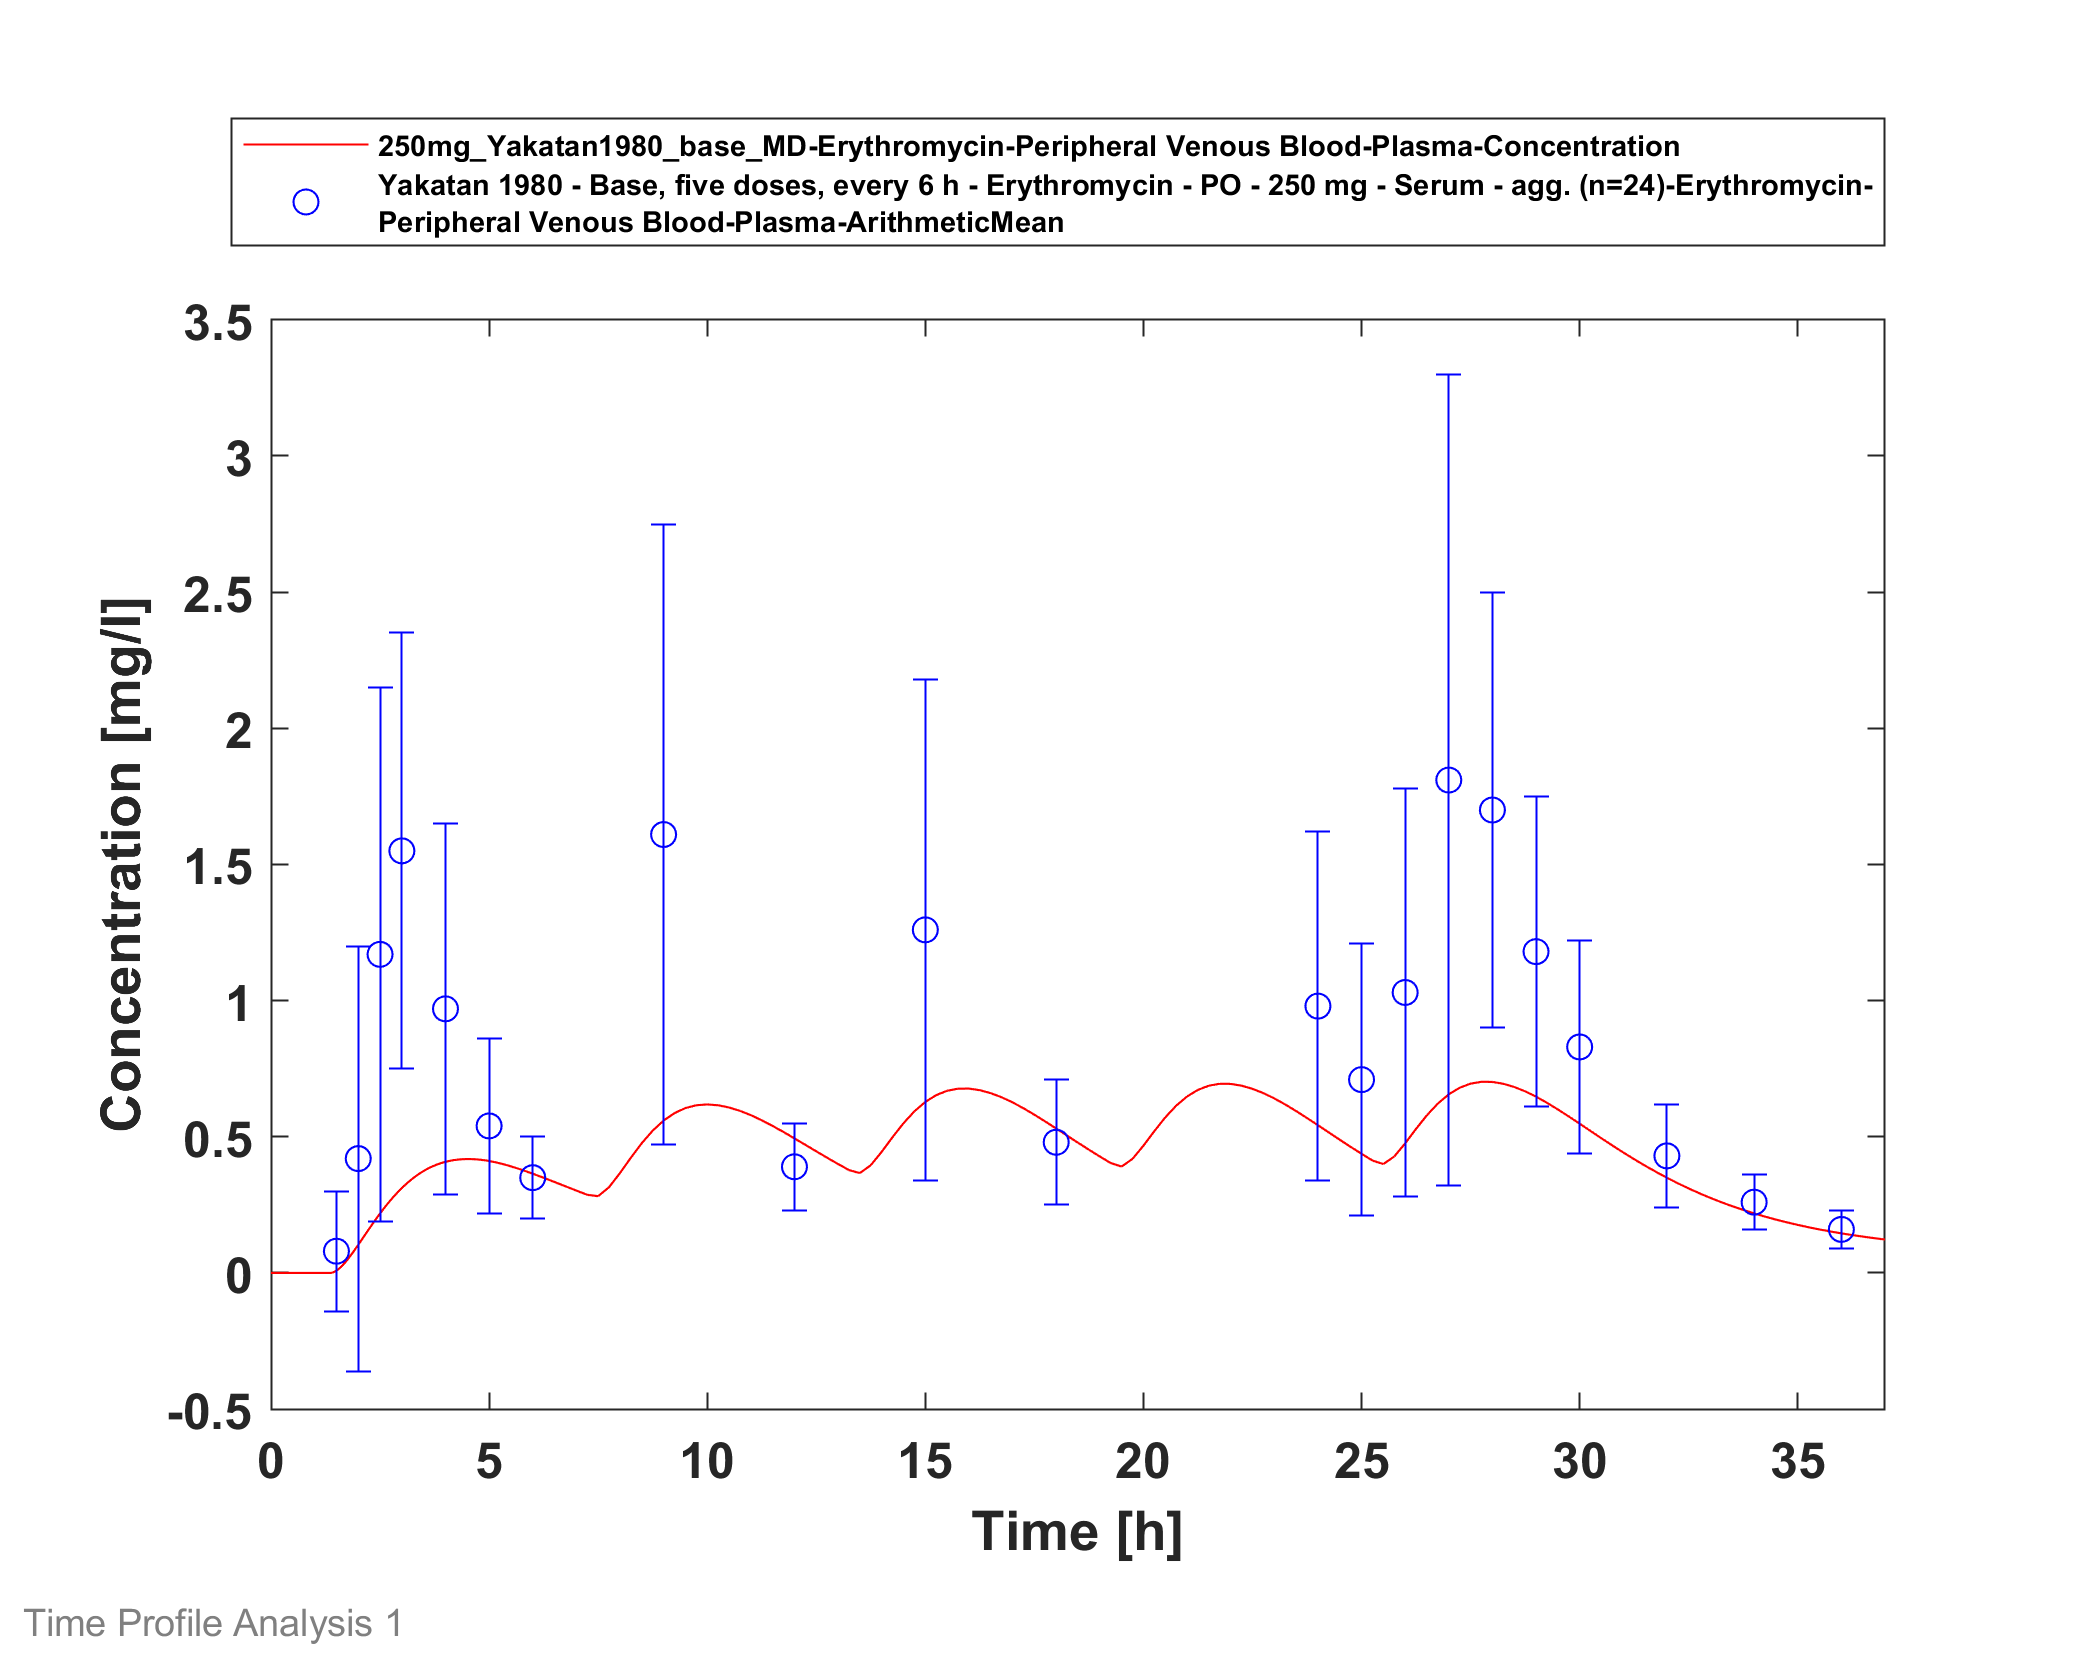 250mg_Yakatan1980_base_MD-Erythromycin-Peripheral Venous Blood-Plasma-Concentration
Yakatan 1980 - Base, five doses, every 6 h - Erythromycin - PO - 250 mg - Serum - agg. (n=24)-Erythromycin-
Peripheral Venous Blood-Plasma-ArithmeticMean
3.5
3
2.5
2
1.5
1
0.5
0
-0.5
Concentration [mg/l]
0 5 10 15 20 25 30 35
Time [h]
Time Profile Analysis 1